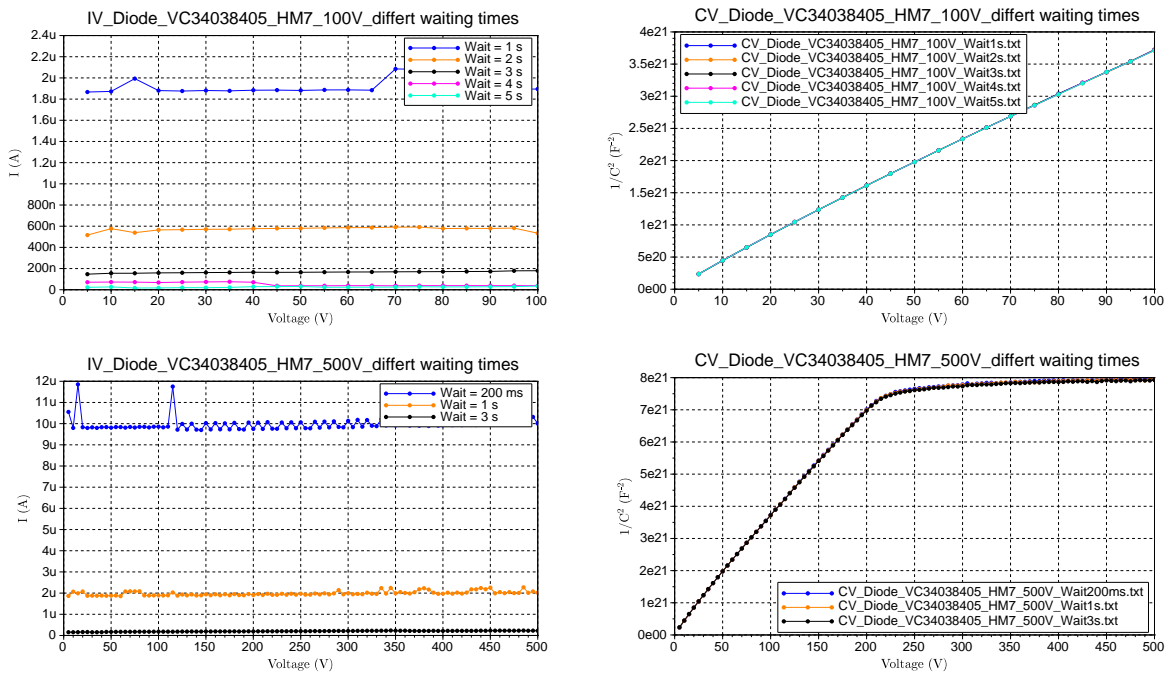 IV_Diode_VC34038405_HM7_100V_differt waiting times
2.4u
2.2u
2u
1.8u
1.6u
1.4u
1.2u
1u
800n
600n
400n
200n
0
I (A)
Wait = 1 s
Wait = 2 s
Wait = 3 s
Wait = 4 s
Wait = 5 s
0 10 20 30 40 50 60 70 80 90 100
Voltage (V)
CV_Diode_VC34038405_HM7_100V_differt waiting times
4e21
3.5e21
3e21
2.5e21
2e21
1.5e21
1e21
5e20
0e00
1/C² (F⁻²)
CV_Diode_VC34038405_HM7_100V_Wait1s.txt
CV_Diode_VC34038405_HM7_100V_Wait2s.txt
CV_Diode_VC34038405_HM7_100V_Wait3s.txt
CV_Diode_VC34038405_HM7_100V_Wait4s.txt
CV_Diode_VC34038405_HM7_100V_Wait5s.txt
0 10 20 30 40 50 60 70 80 90 100
Voltage (V)
IV_Diode_VC34038405_HM7_500V_differt waiting times
12u
11u
10u
9u
8u
7u
6u
5u
4u
3u
2u
1u
0
I (A)
Wait = 200 ms
Wait = 1 s
Wait = 3 s
0 50 100 150 200 250 300 350 400 450 500
Voltage (V)
CV_Diode_VC34038405_HM7_500V_differt waiting times
8e21
7e21
6e21
5e21
4e21
3e21
2e21
1e21
0e00
1/C² (F⁻²)
CV_Diode_VC34038405_HM7_500V_Wait200ms.txt
CV_Diode_VC34038405_HM7_500V_Wait1s.txt
CV_Diode_VC34038405_HM7_500V_Wait3s.txt
0 50 100 150 200 250 300 350 400 450 500
Voltage (V)